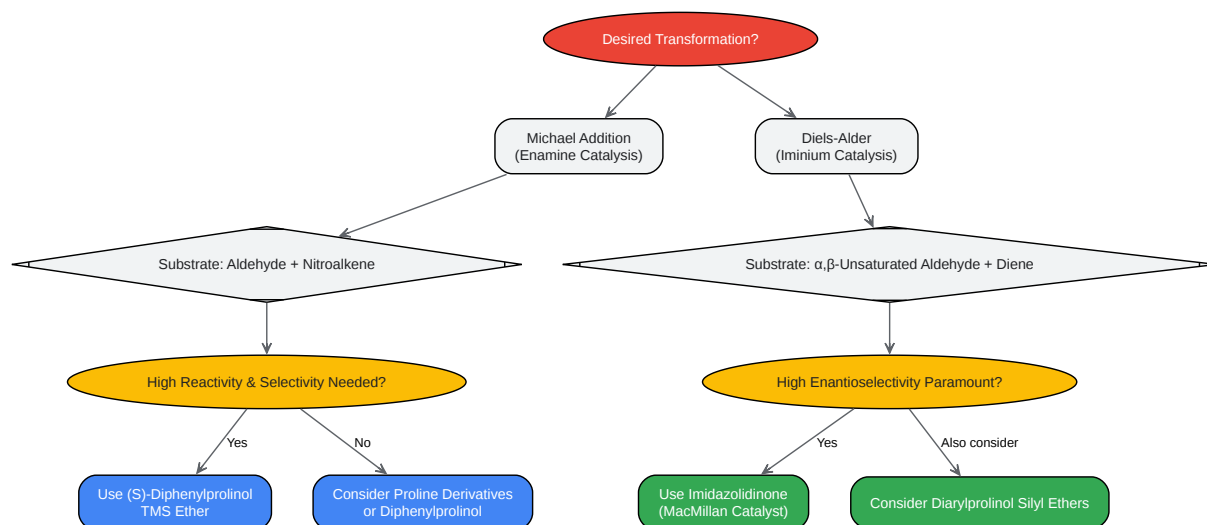 Desired Transformation?
Michael Addition
(Enamine Catalysis)
Diels-Alder
(Iminium Catalysis)
Substrate: Aldehyde + Nitroalkene
Substrate: α,β-Unsaturated Aldehyde + Diene
High Reactivity & Selectivity Needed?
High Enantioselectivity Paramount?
Yes
No
Yes
Also consider
Use (S)-Diphenylprolinol
TMS Ether
Consider Proline Derivatives
or Diphenylprolinol
Use Imidazolidinone
(MacMillan Catalyst)
Consider Diarylprolinol Silyl Ethers